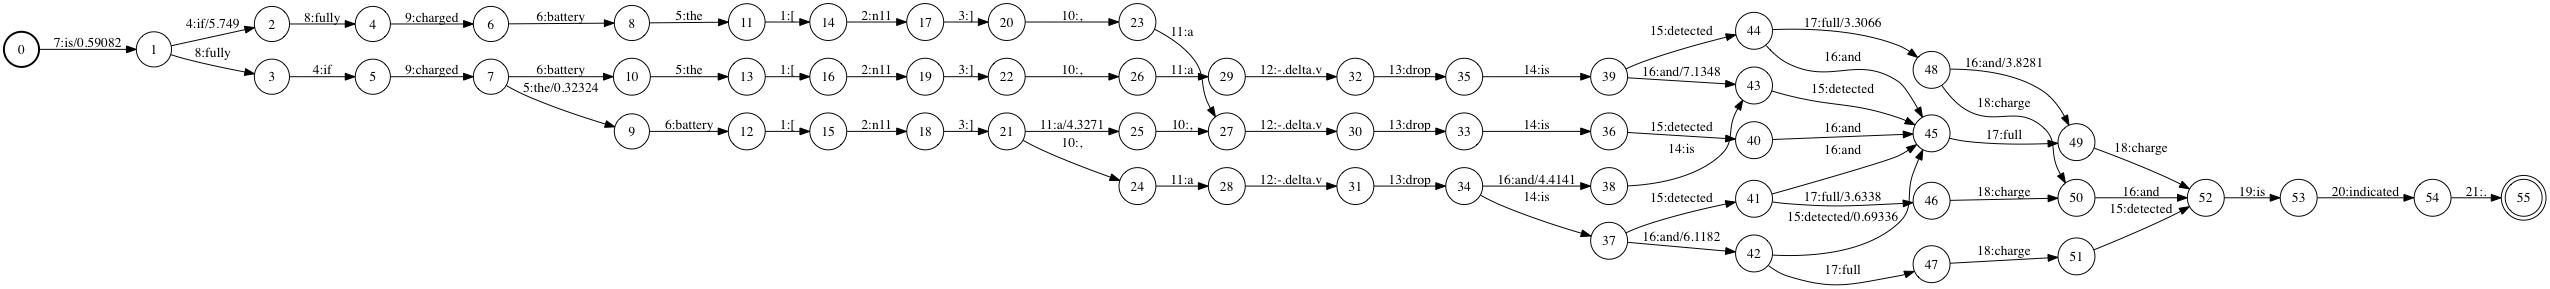 4:if/5.749 2 8:fully 4 9:charged 6 6:battery 8 5:the 11 1:[ 14 2:n11 17 3:] 20 10:, 23 11:a
15:detected 44 17:full/3.3066
0 7:is/0.59082 1
16:and
8:fully 3 4:if 5 9:charged 7 6:battery 10 5:the 13 1:[ 16 2:n11 19 3:] 22 10:, 26 11:a 29 12:-.delta.v 32 13:drop 35 14:is 39 16:and/7.1348 43
48 16:and/3.8281
15:detected
18:charge
5:the/0.32324 9 6:battery 12 1:[ 15 2:n11 18 3:] 21 11:a/4.3271 25 10:, 27 12:-.delta.v 30 13:drop 33 14:is 36 15:detected 40 16:and 45 17:full 49 18:charge
10:, 24 11:a 28 12:-.delta.v 31 13:drop 34 16:and/4.4141 38 14:is
16:and
14:is 37 15:detected 41 17:full/3.6338 46 18:charge 50 16:and 52 19:is 53 20:indicated 54 21:. 55
15:detected
15:detected/0.69336
16:and/6.1182 42 17:full 47 18:charge 51